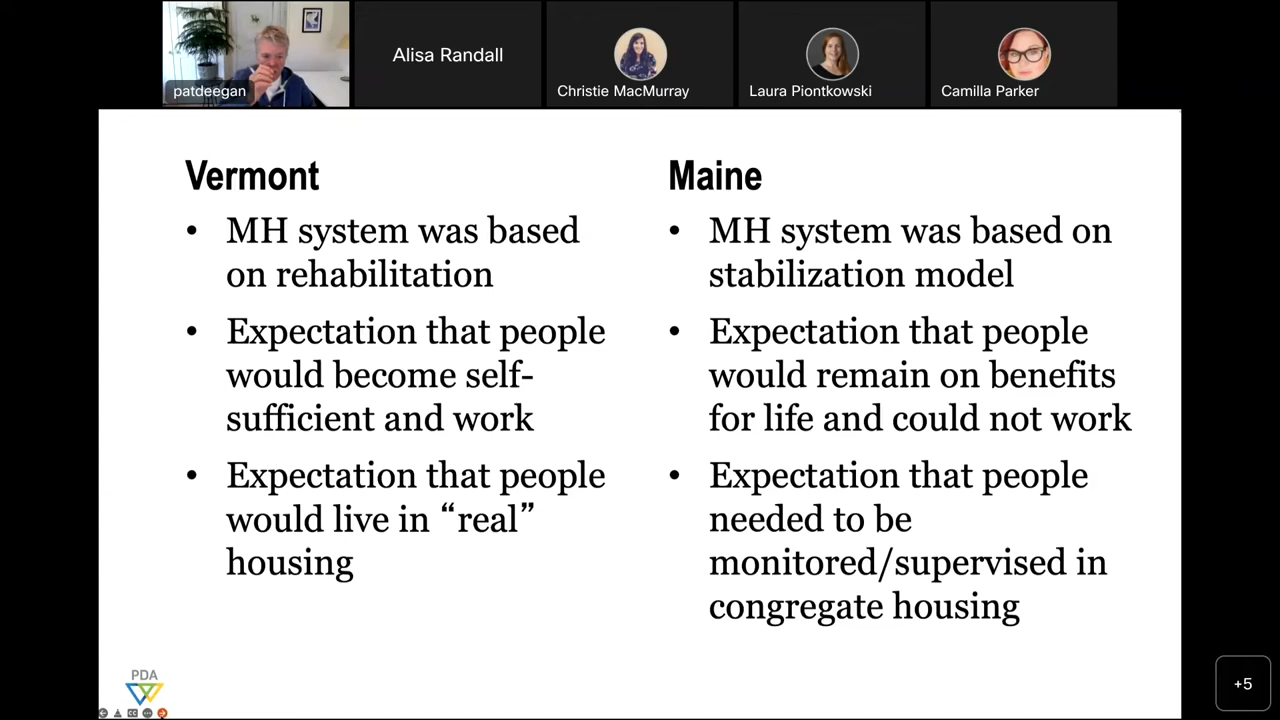 patdeegan
Alisa Randall
Christie MacMurray
Laura Piontkowski
Camilla Parker
Vermont
• MH system was based
on rehabilitation
• Expectation that people
would become self-
sufficient and work
• Expectation that people
would live in “real”
housing
Maine
• MH system was based on
stabilization model
• Expectation that people
would remain on benefits
for life and could not work
• Expectation that people
needed to be
monitored/supervised in
congregate housing
PDA
+5